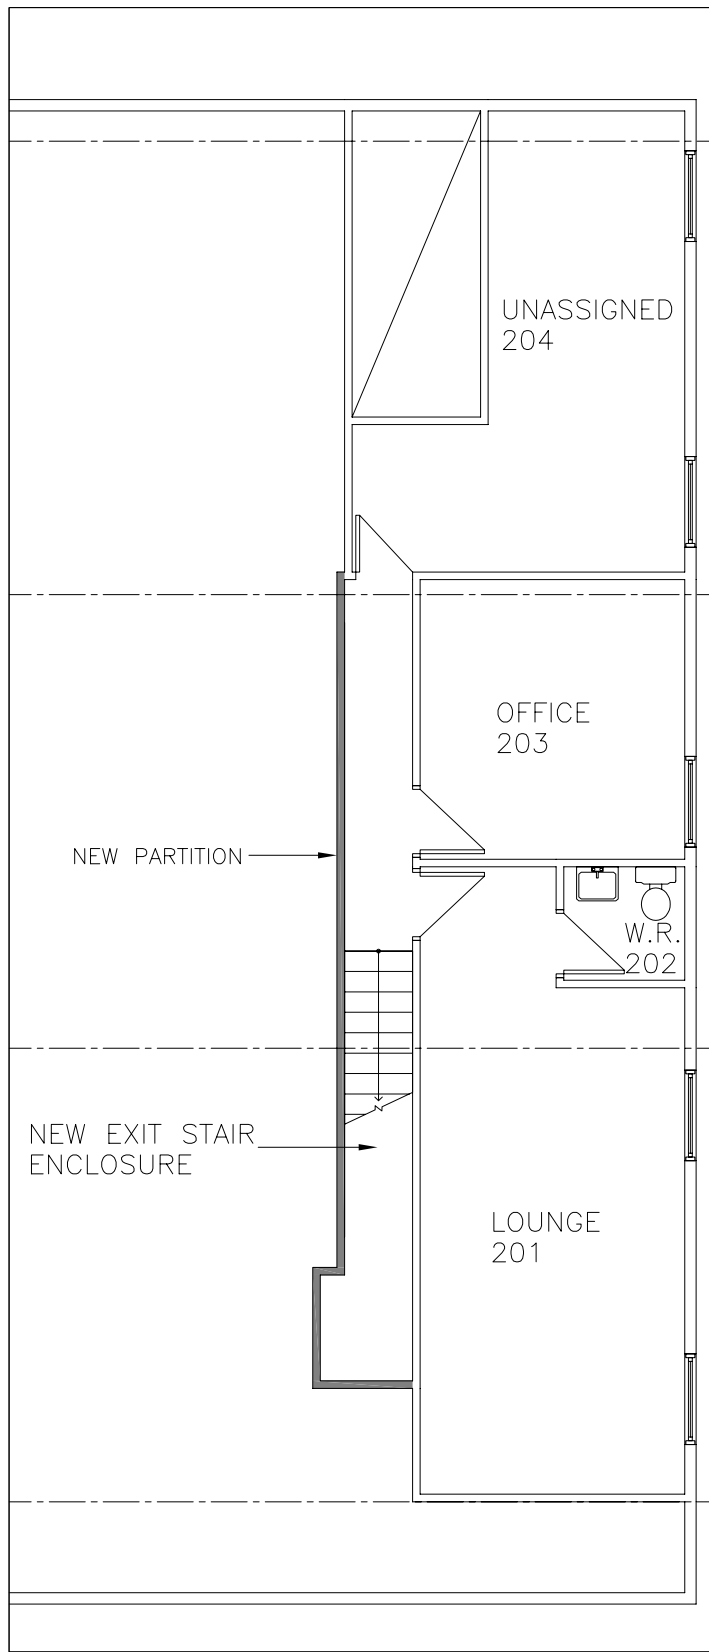 UNASSIGNED
204
OFFICE
203
NEW PARTITION
W.R.
202
NEW EXIT STAIR
ENCLOSURE
LOUNGE
201